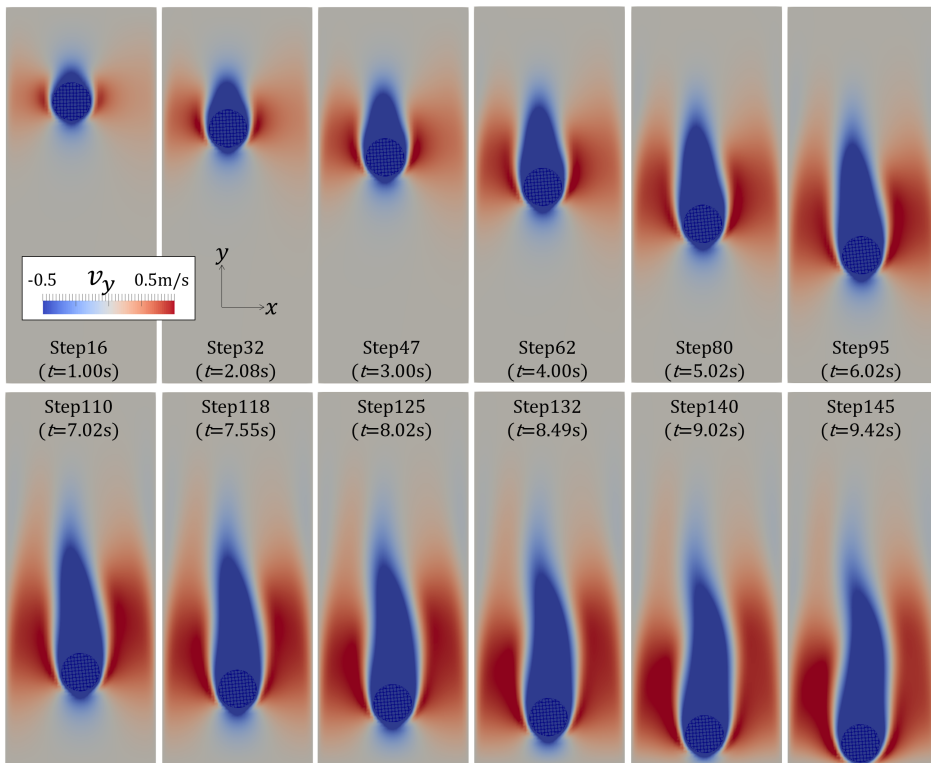 -0.5 v_y 0.5m/s
y
x
Step16
(t=1.00s)
Step32
(t=2.08s)
Step47
(t=3.00s)
Step62
(t=4.00s)
Step80
(t=5.02s)
Step95
(t=6.02s)
Step110
(t=7.02s)
Step118
(t=7.55s)
Step125
(t=8.02s)
Step132
(t=8.49s)
Step140
(t=9.02s)
Step145
(t=9.42s)